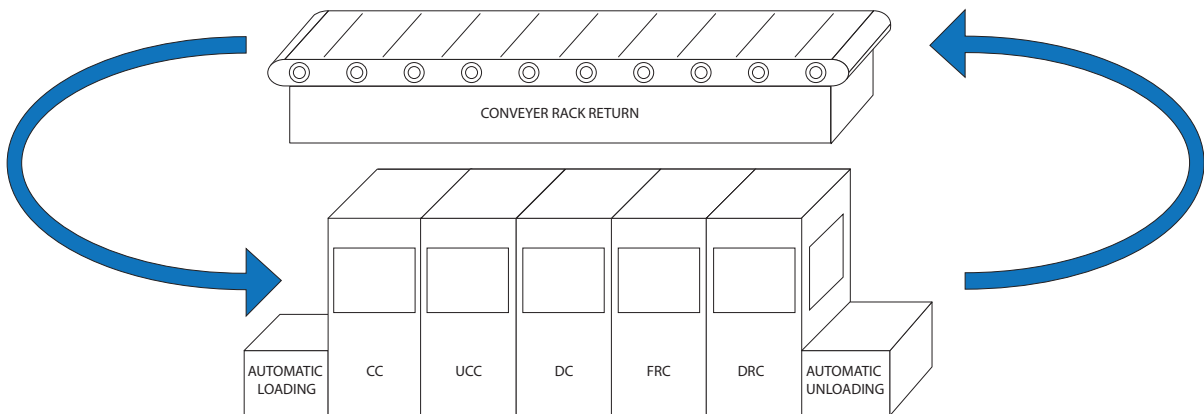 CONVEYER RACK RETURN
AUTOMATIC
LOADING
CC
UCC
DC
FRC
DRC
AUTOMATIC
UNLOADING